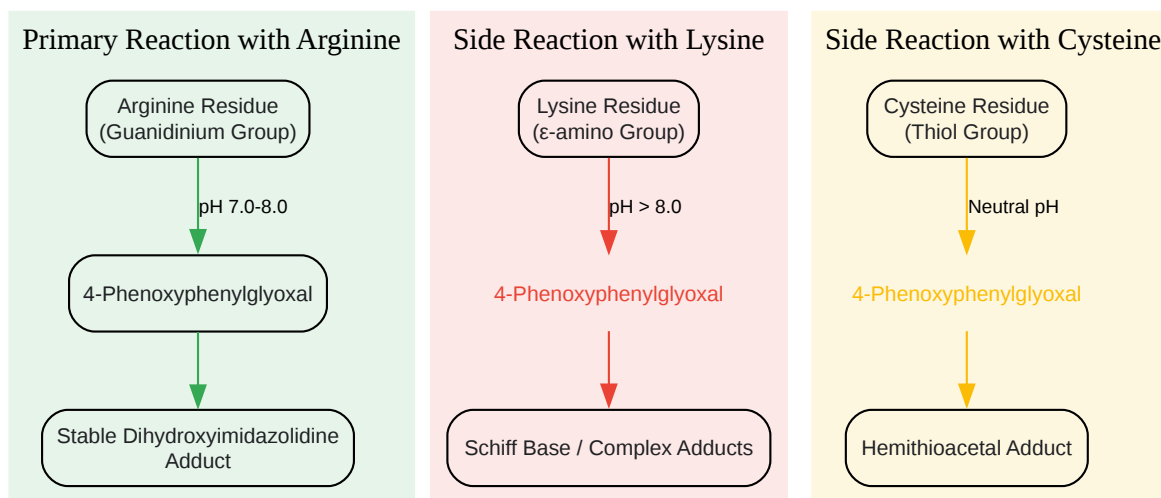 Primary Reaction with Arginine
Arginine Residue
(Guanidinium Group)
pH 7.0-8.0
4-Phenoxyphenylglyoxal
Stable Dihydroxyimidazolidine
Adduct
Side Reaction with Lysine
Lysine Residue
(ε-amino Group)
pH > 8.0
4-Phenoxyphenylglyoxal
Schiff Base / Complex Adducts
Side Reaction with Cysteine
Cysteine Residue
(Thiol Group)
Neutral pH
4-Phenoxyphenylglyoxal
Hemithioacetal Adduct